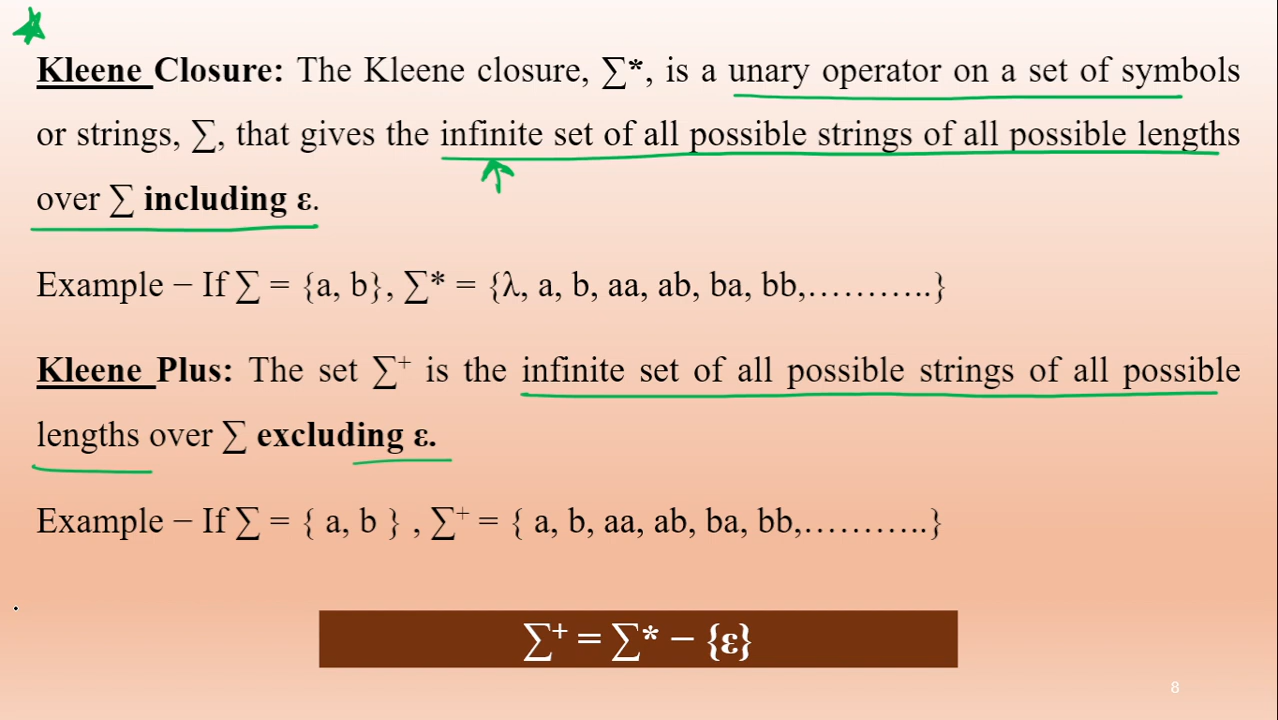 Kleene Closure: The Kleene closure, ∑*, is a unary operator on a set of symbols
or strings, ∑, that gives the infinite set of all possible strings of all possible lengths
over ∑ including ε.
Example − If ∑ = {a, b}, ∑* = {λ, a, b, aa, ab, ba, bb,………..}
Kleene Plus: The set ∑⁺ is the infinite set of all possible strings of all possible
lengths over ∑ excluding ε.
Example − If ∑ = { a, b } , ∑⁺ = { a, b, aa, ab, ba, bb,………..}
∑⁺ = ∑* − {ε}
8